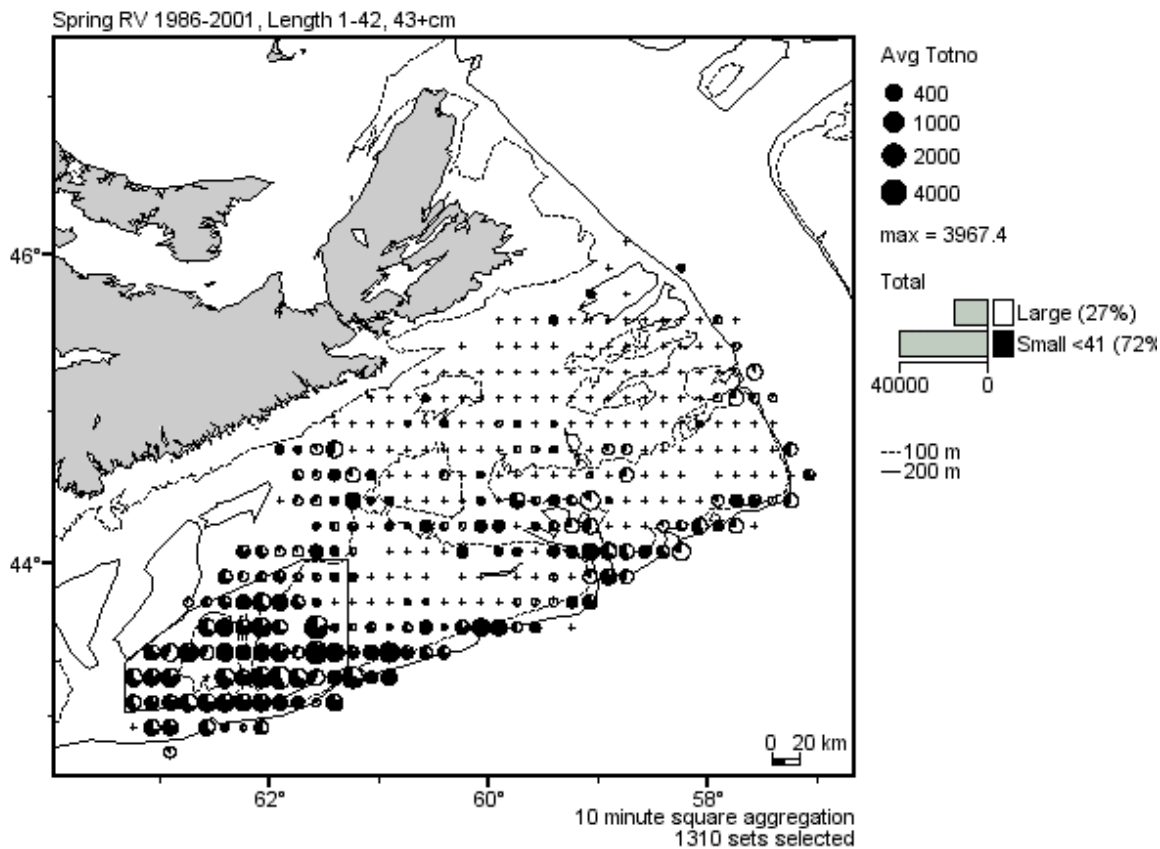 Spring RV 1986-2001, Length 1-42, 43+cm
Avg Totno
400
1000
2000
4000
max = 3967.4
Total
Large (27%)
Small <41 (72%
40000 0
---100 m
—200 m
46°
44°
0 20 km
62° 60° 58°
10 minute square aggregation
1310 sets selected